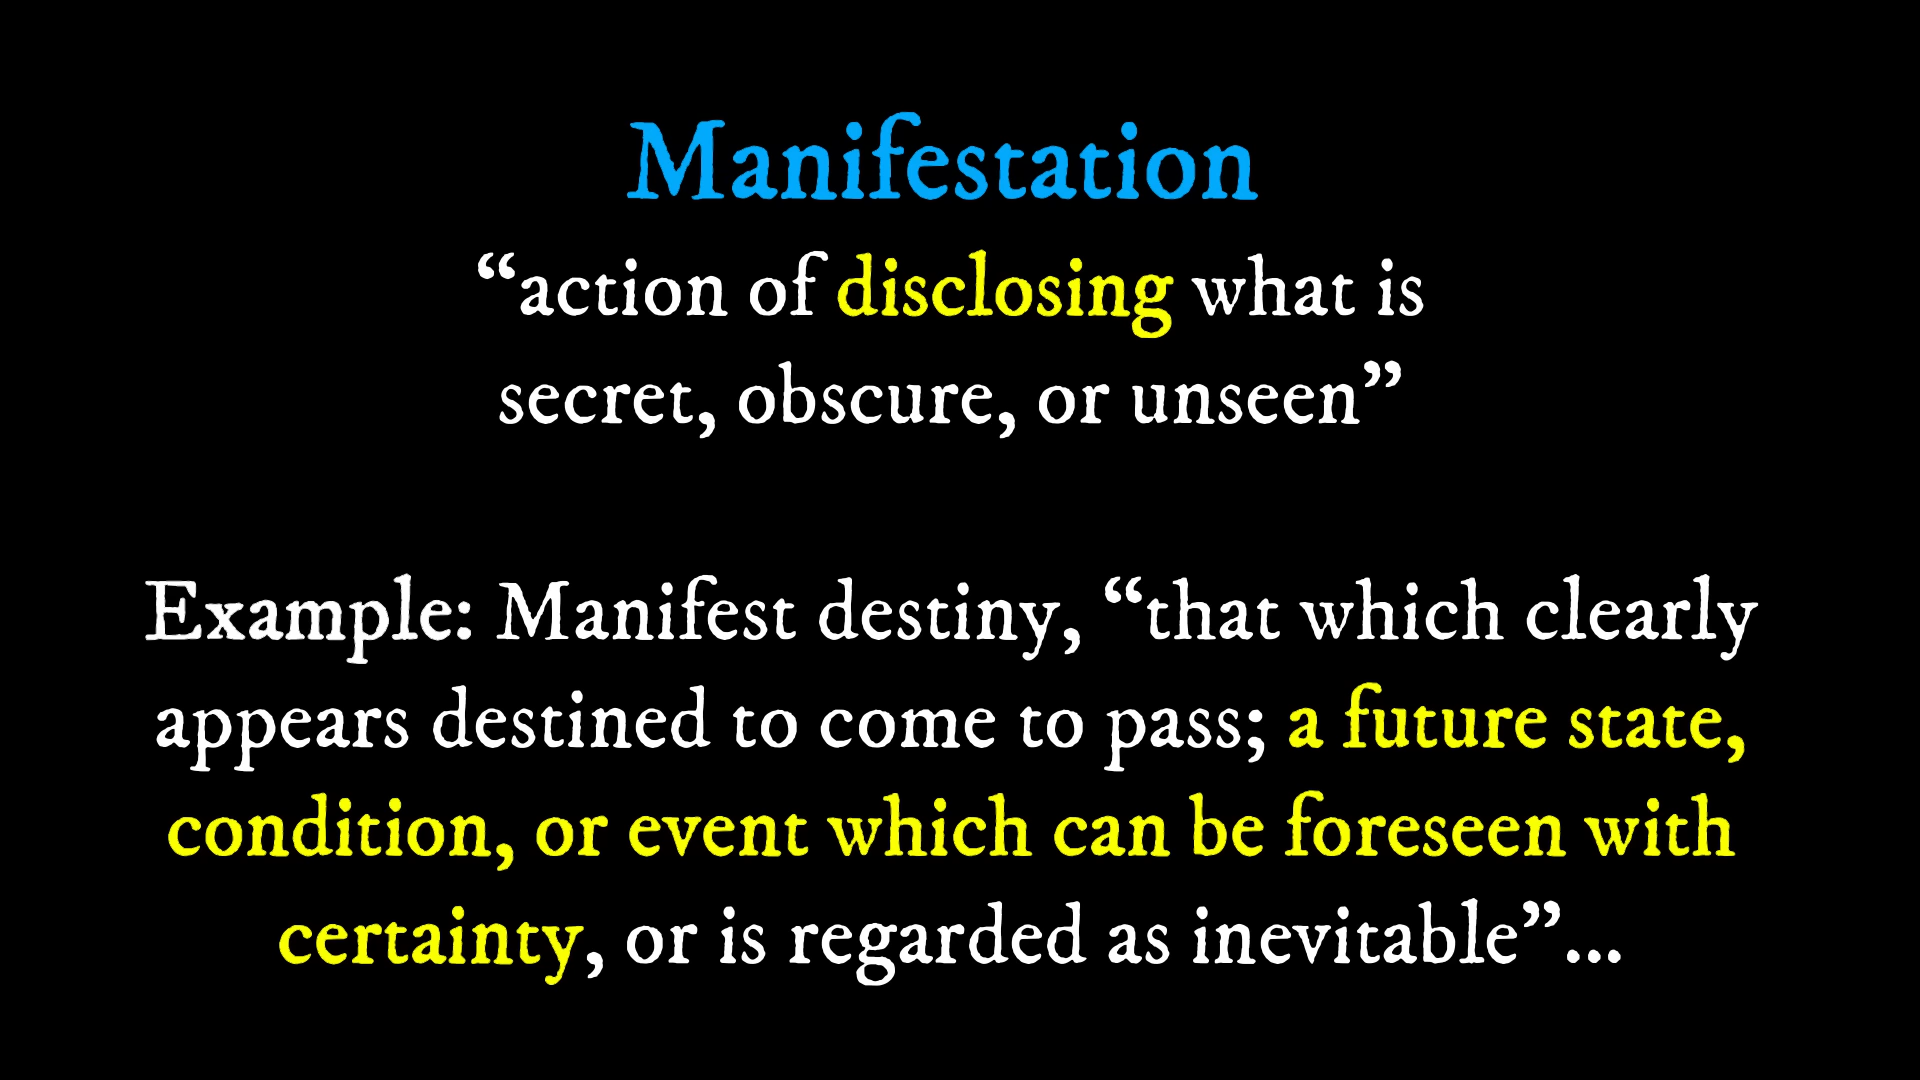 Manifestation
“action of disclosing what is
secret, obscure, or unseen”
Example: Manifest destiny, “that which clearly
appears destined to come to pass; a future state,
condition, or event which can be foreseen with
certainty, or is regarded as inevitable”...